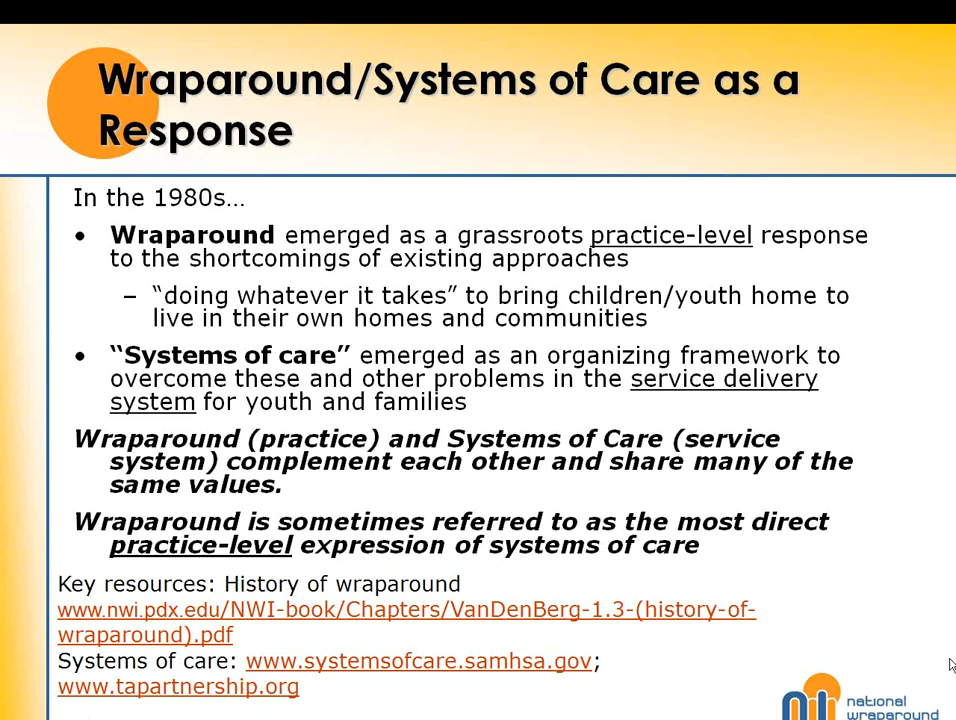 Wraparound/Systems of Care as a
Response
In the 1980s…
• Wraparound emerged as a grassroots practice-level response
to the shortcomings of existing approaches
– “doing whatever it takes” to bring children/youth home to
live in their own homes and communities
• “Systems of care” emerged as an organizing framework to
overcome these and other problems in the service delivery
system for youth and families
Wraparound (practice) and Systems of Care (service
system) complement each other and share many of the
same values.
Wraparound is sometimes referred to as the most direct
practice-level expression of systems of care
Key resources: History of wraparound
www.nwi.pdx.edu/NWI-book/Chapters/VanDenBerg-1.3-(history-of-
wraparound).pdf
Systems of care: www.systemsofcare.samhsa.gov;
www.tapartnership.org
national
wraparound